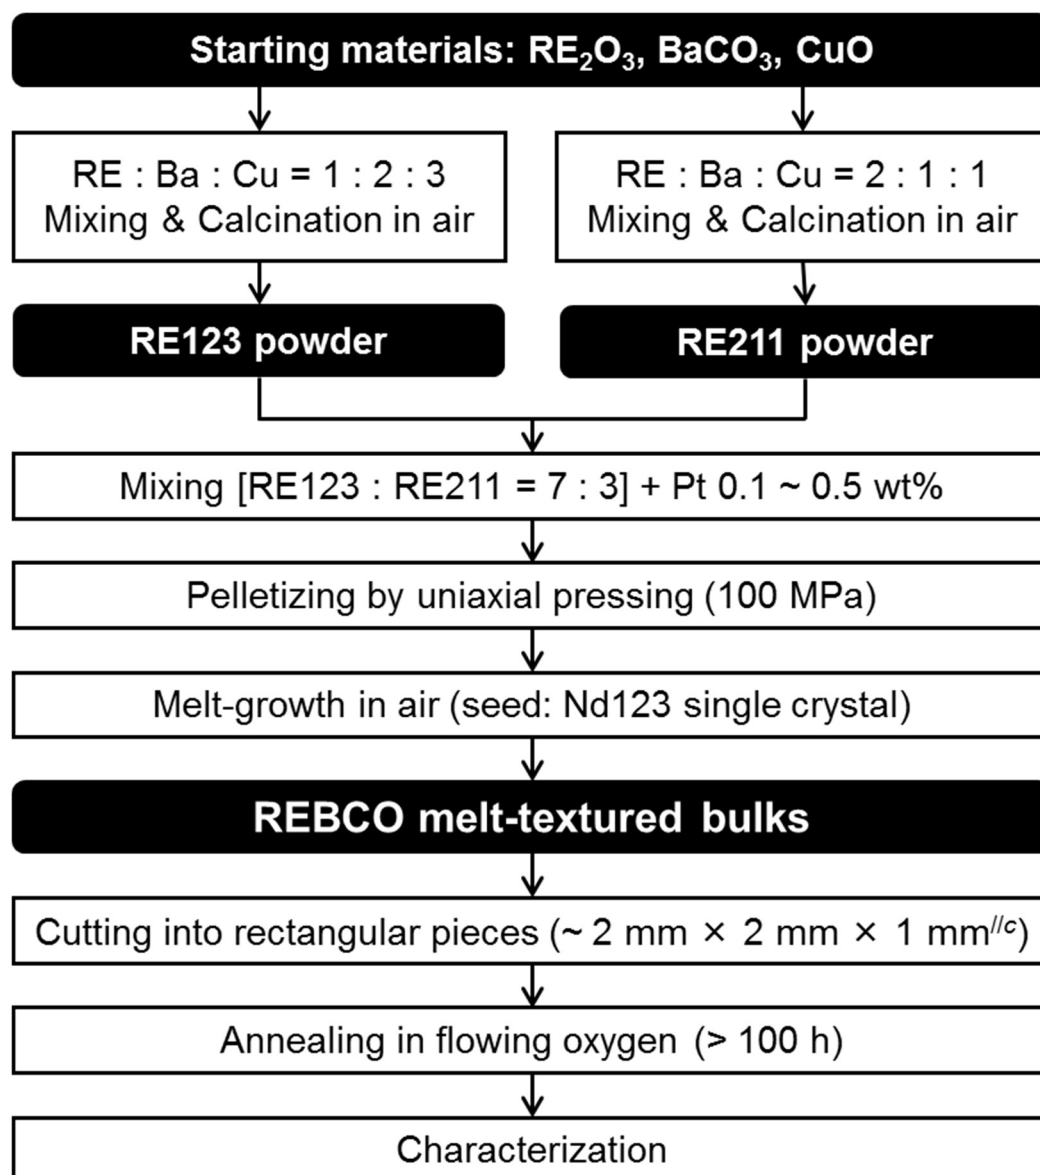 Starting materials: RE₂O₃, BaCO₃, CuO
RE : Ba : Cu = 1 : 2 : 3
Mixing & Calcination in air
RE : Ba : Cu = 2 : 1 : 1
Mixing & Calcination in air
RE123 powder
RE211 powder
Mixing [RE123 : RE211 = 7 : 3] + Pt 0.1 ~ 0.5 wt%
Pelletizing by uniaxial pressing (100 MPa)
Melt-growth in air (seed: Nd123 single crystal)
REBCO melt-textured bulks
Cutting into rectangular pieces (~ 2 mm × 2 mm × 1 mm//c)
Annealing in flowing oxygen (> 100 h)
Characterization